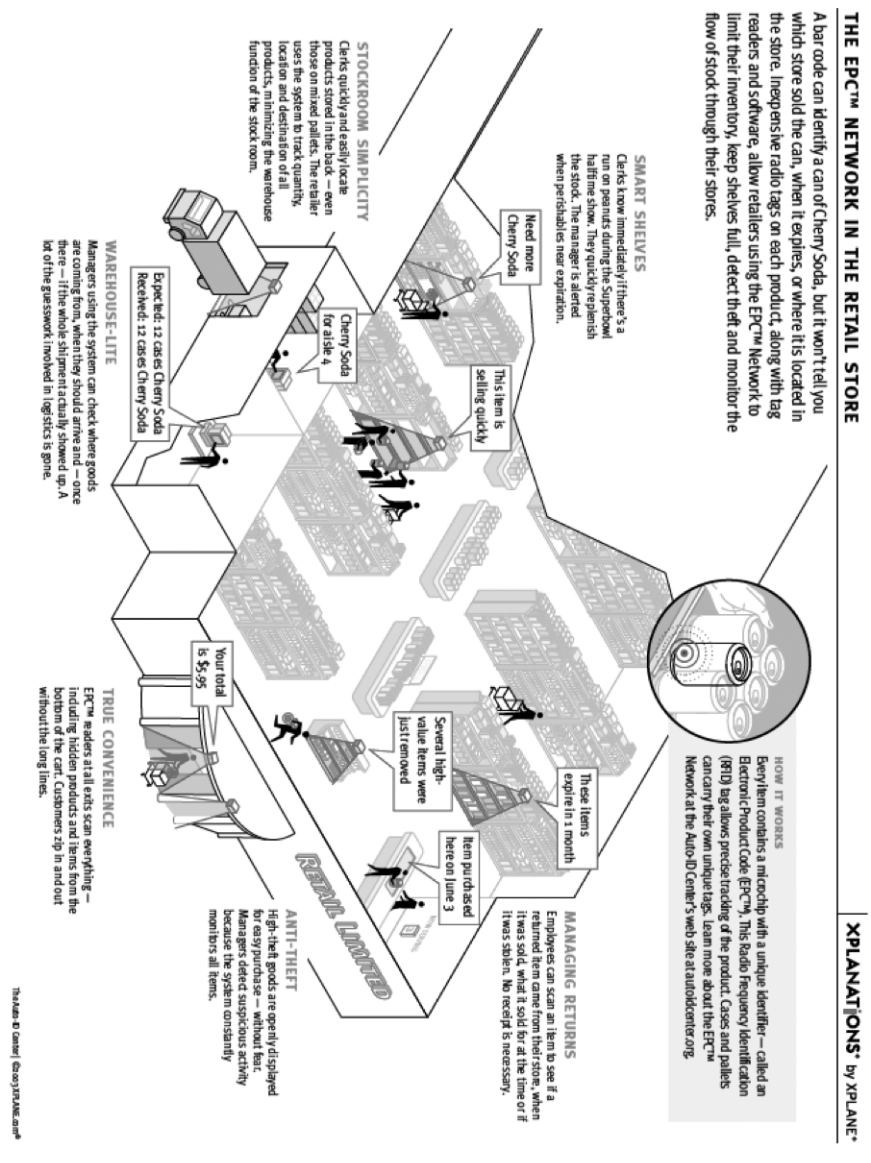 THE EPC™ NETWORK IN THE RETAIL STORE
XPLANATiONS® by XPLANE®
A bar code can identify a can of Cherry Soda, but it won't tell you
which store sold the can, when it expires, or where it is located in
the store. Inexpensive radio tags on each product, along with tag
readers and software, allow retailers using the EPC™ Network to
limit their inventory, keep shelves full, detect theft and monitor the
flow of stock through their stores.
HOW IT WORKS
Every item contains a microchip with a unique identifier — called an
Electronic Product Code (EPC™). This Radio Frequency Identification
(RFID) tag allows precise tracking of the product. Cases and pallets
can carry their own unique tags. Learn more about the EPC™
Network at the Auto-ID Center's web site at autoidcenter.org.
SMART SHELVES
Clerks know immediately if there's a
run on peanuts during the Superbowl
halftime show. They quickly replenish
the stock. The manager is alerted
when perishables near expiration.
Need more
Cherry Soda
This item is
selling quickly
These items
expire in 1 month
MANAGING RETURNS
Employees can scan an item to see if a
returned item came from their store, when
it was sold, what it sold for at the time or if
it was stolen. No receipt is necessary.
STOCKROOM SIMPLICITY
Clerks quickly and easily locate
products stored in the back — even
those on mixed pallets. The retailer
uses the system to track quantity,
location and destination of all
products, minimizing the warehouse
function of the stock room.
Cherry Soda
for aisle 4
Several high-
value items were
just removed
Item purchased
here on June 3
RETAIL LIMITED
Your total
is $5.95
Expected: 12 cases Cherry Soda
Received: 12 cases Cherry Soda
WAREHOUSE-LITE
Managers using the system can check where goods
are coming from, when they should arrive and — once
there — if the whole shipment actually showed up. A
lot of the guesswork involved in logistics is gone.
TRUE CONVENIENCE
EPC™ readers at all exits scan everything —
including hidden products and items from the
bottom of the cart. Customers zip in and out
without the long lines.
ANTI-THEFT
High-theft goods are openly displayed
for easy purchase — without fear.
Managers detect suspicious activity
because the system constantly
monitors all items.
The Auto-ID Center | ©2003 XPLANE.com®